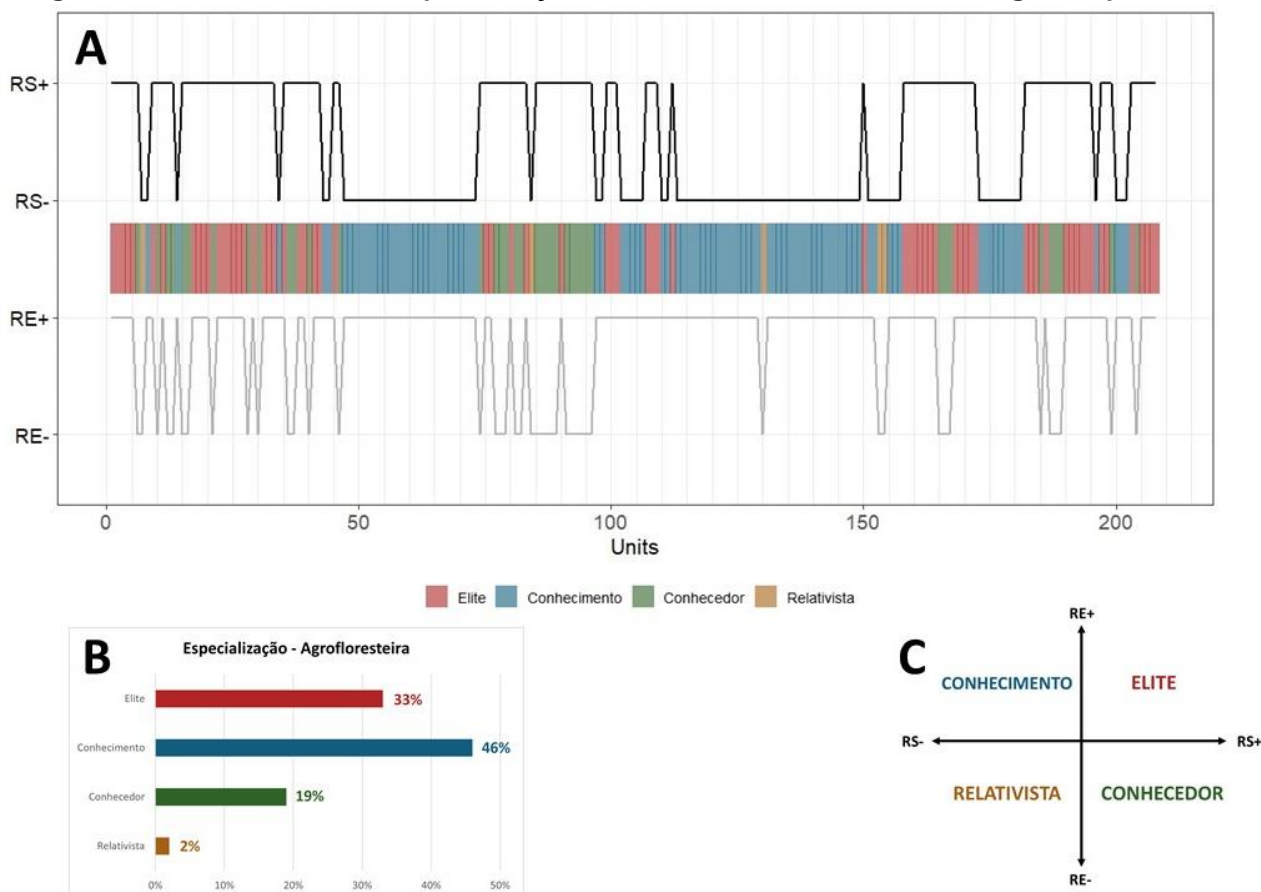 A
RS+
RS-
RE+
RE-
0 50 100 150 200
Units
Elite Conhecimento Conhecedor Relativista
B
Especialização - Agrofloresteira
Elite 33%
Conhecimento 46%
Conhecedor 19%
Relativista 2%
0% 10% 20% 30% 40% 50%
C
RE+
CONHECIMENTO ELITE
RS- RS+
RELATIVISTA CONHECEDOR
RE-